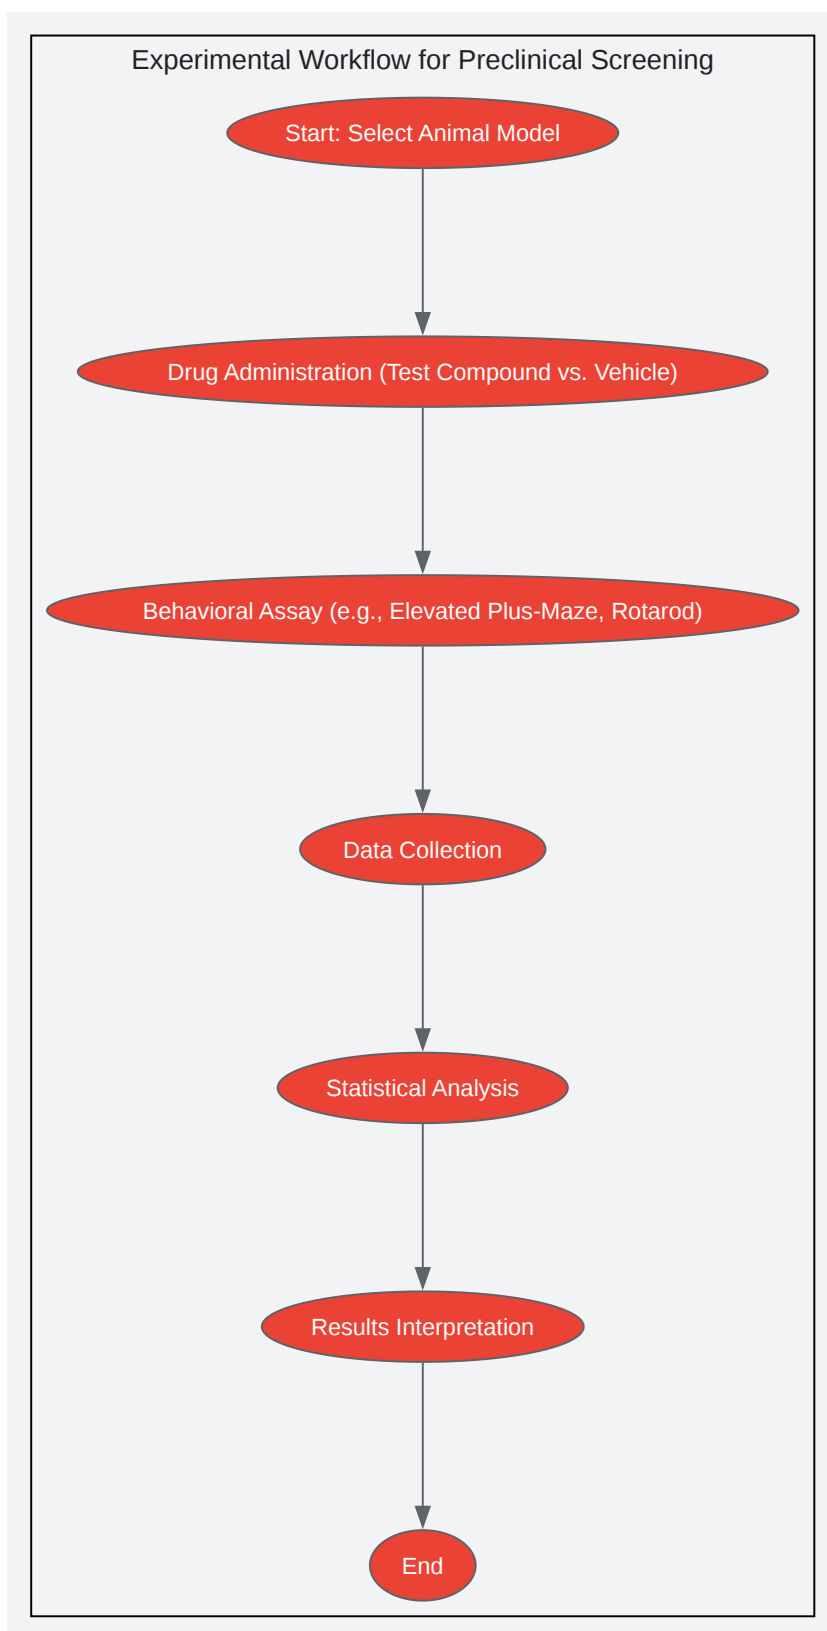 Experimental Workflow for Preclinical Screening
Start: Select Animal Model
Drug Administration (Test Compound vs. Vehicle)
Behavioral Assay (e.g., Elevated Plus-Maze, Rotarod)
Data Collection
Statistical Analysis
Results Interpretation
End